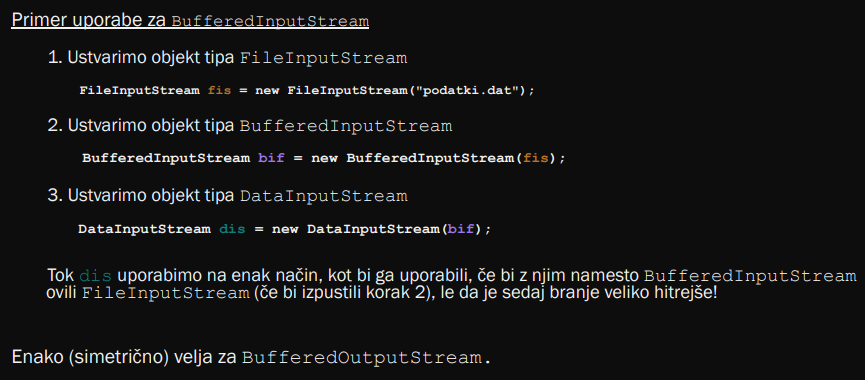 Primer uporabe za BufferedInputStream
1. Ustvarimo objekt tipa FileInputStream
FileInputStream fis = new FileInputStream("podatki.dat");
2. Ustvarimo objekt tipa BufferedInputStream
BufferedInputStream bif = new BufferedInputStream(fis);
3. Ustvarimo objekt tipa DataInputStream
DataInputStream dis = new DataInputStream(bif);
Tok dis uporabimo na enak način, kot bi ga uporabili, če bi z njim namesto BufferedInputStream
ovili FileInputStream (če bi izpustili korak 2), le da je sedaj branje veliko hitrejše!
Enako (simetrično) velja za BufferedOutputStream.